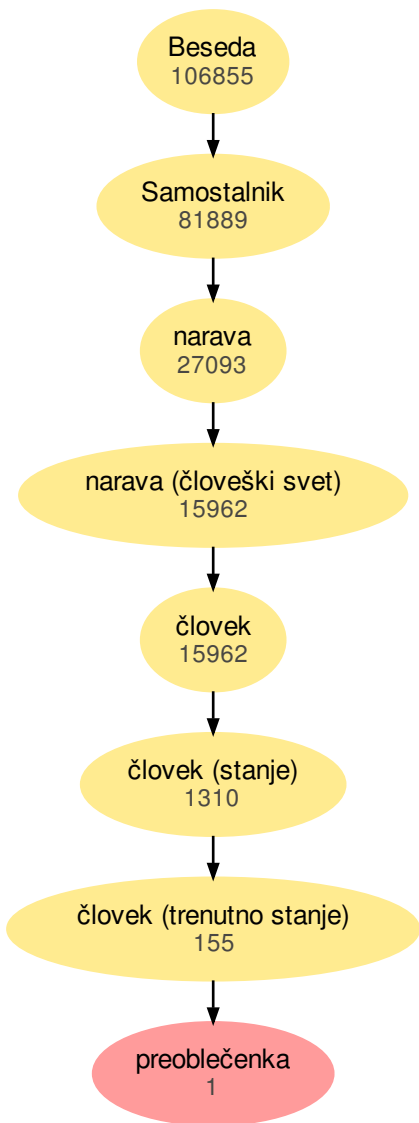 Beseda
106855
Samostalnik
81889
narava
27093
narava (človeški svet)
15962
človek
15962
človek (stanje)
1310
človek (trenutno stanje)
155
preoblečenka
1